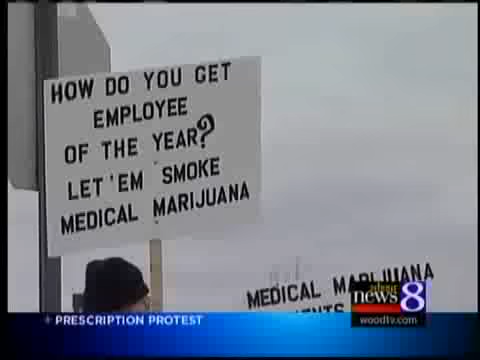 HOW DO YOU GET
EMPLOYEE
OF THE YEAR?
LET'EM SMOKE
MEDICAL MARIJUANA
MEDICAL MARIJUANA
news 8
woodtv.com
PRESCRIPTION PROTEST